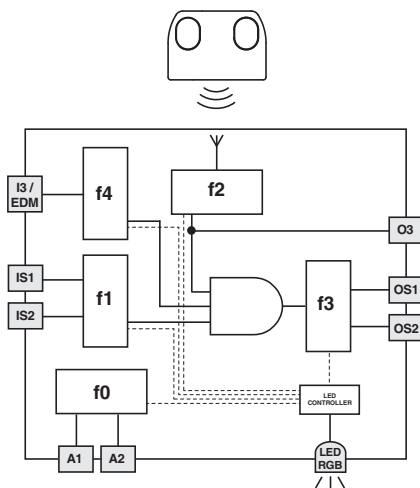 I3 /
EDM
f4
f2
O3
IS1
IS2
f1
f3
OS1
OS2
f0
LED
CONTROLLER
A1
A2
LED
RGB